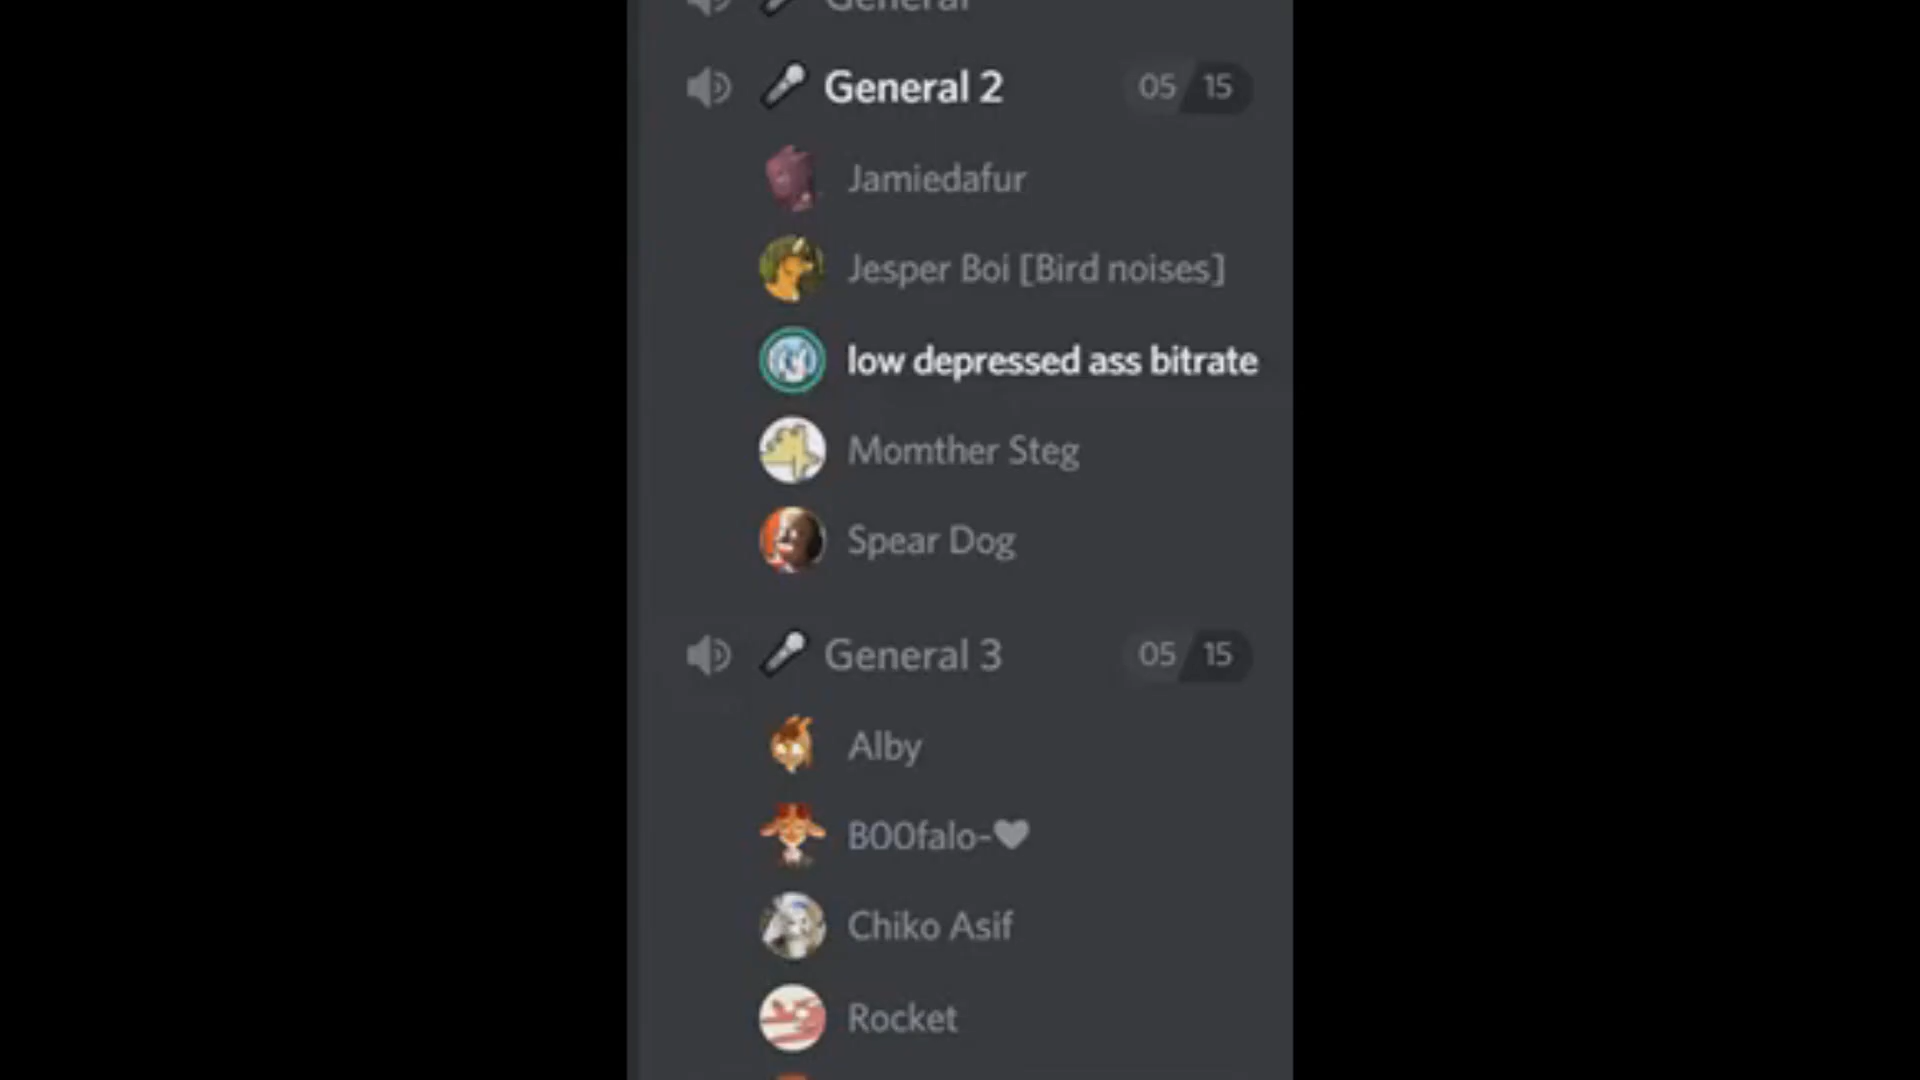 General
General 2 05 15
Jamiedafur
Jesper Boi [Bird noises]
low depressed ass bitrate
Momther Steg
Spear Dog
General 3 05 15
Alby
B00falo-♥
Chiko Asif
Rocket